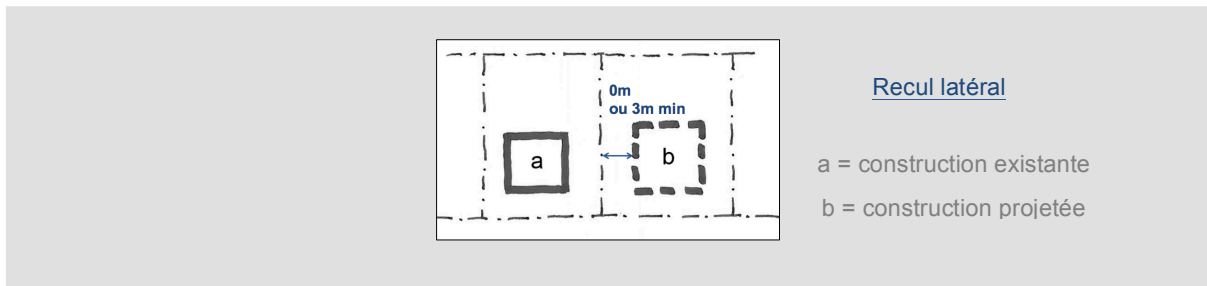 0m
ou 3m min
a
b
Recul latéral
a = construction existante
b = construction projetée